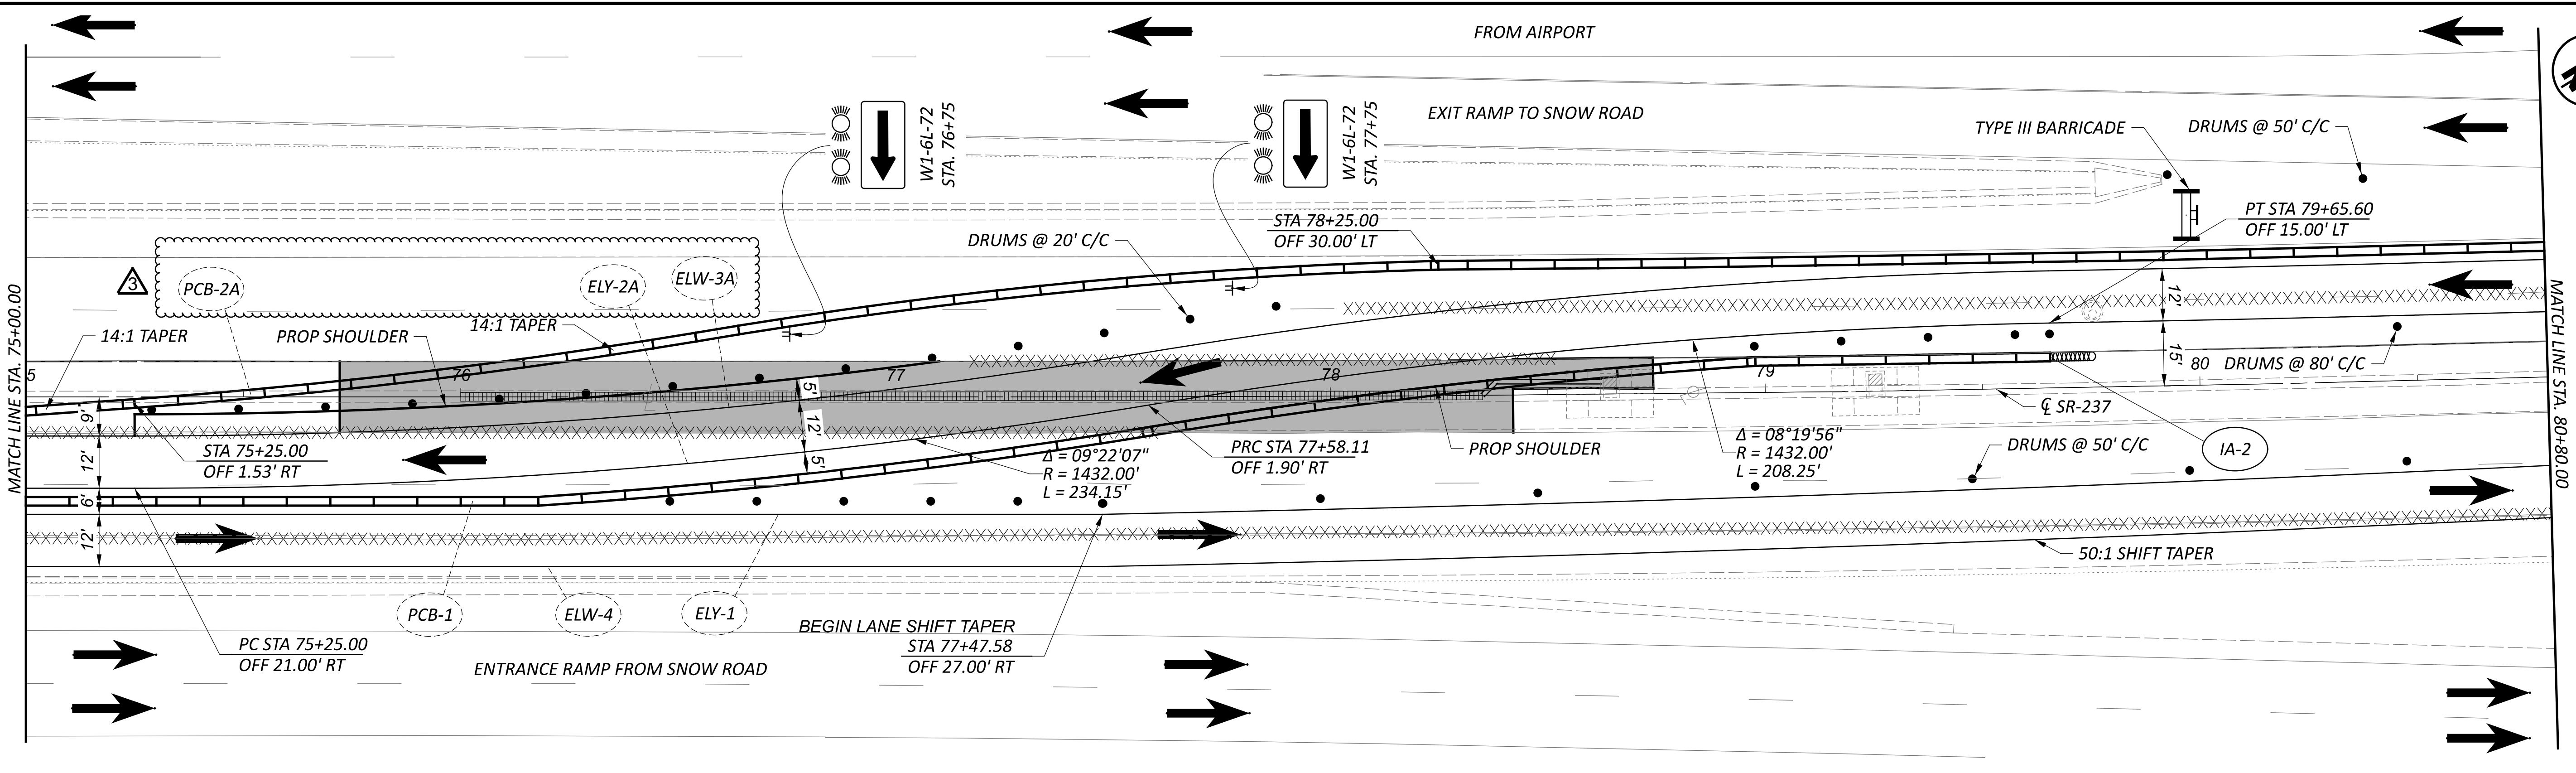 FROM AIRPORT
EXIT RAMP TO SNOW ROAD
W1-6L-72
STA. 76+75
W1-6L-72
STA. 77+75
TYPE III BARRICADE
DRUMS @ 50' C/C
STA 78+25.00
OFF 30.00' LT
PT STA 79+65.60
OFF 15.00' LT
DRUMS @ 20' C/C
3
PCB-2A
ELY-2A
ELW-3A
14:1 TAPER
PROP SHOULDER
14:1 TAPER
MATCH LINE STA. 75+00.00
MATCH LINE STA. 80+80.00
5
76
77
78
79
80
DRUMS @ 80' C/C
12'
15'
5'
12'
5'
9'
12'
6'
12'
STA 75+25.00
OFF 1.53' RT
Δ = 09°22'07"
R = 1432.00'
L = 234.15'
PRC STA 77+58.11
OFF 1.90' RT
PROP SHOULDER
Δ = 08°19'56"
R = 1432.00'
L = 208.25'
℄ SR-237
DRUMS @ 50' C/C
IA-2
50:1 SHIFT TAPER
PCB-1
ELW-4
ELY-1
PC STA 75+25.00
OFF 21.00' RT
BEGIN LANE SHIFT TAPER
STA 77+47.58
OFF 27.00' RT
ENTRANCE RAMP FROM SNOW ROAD